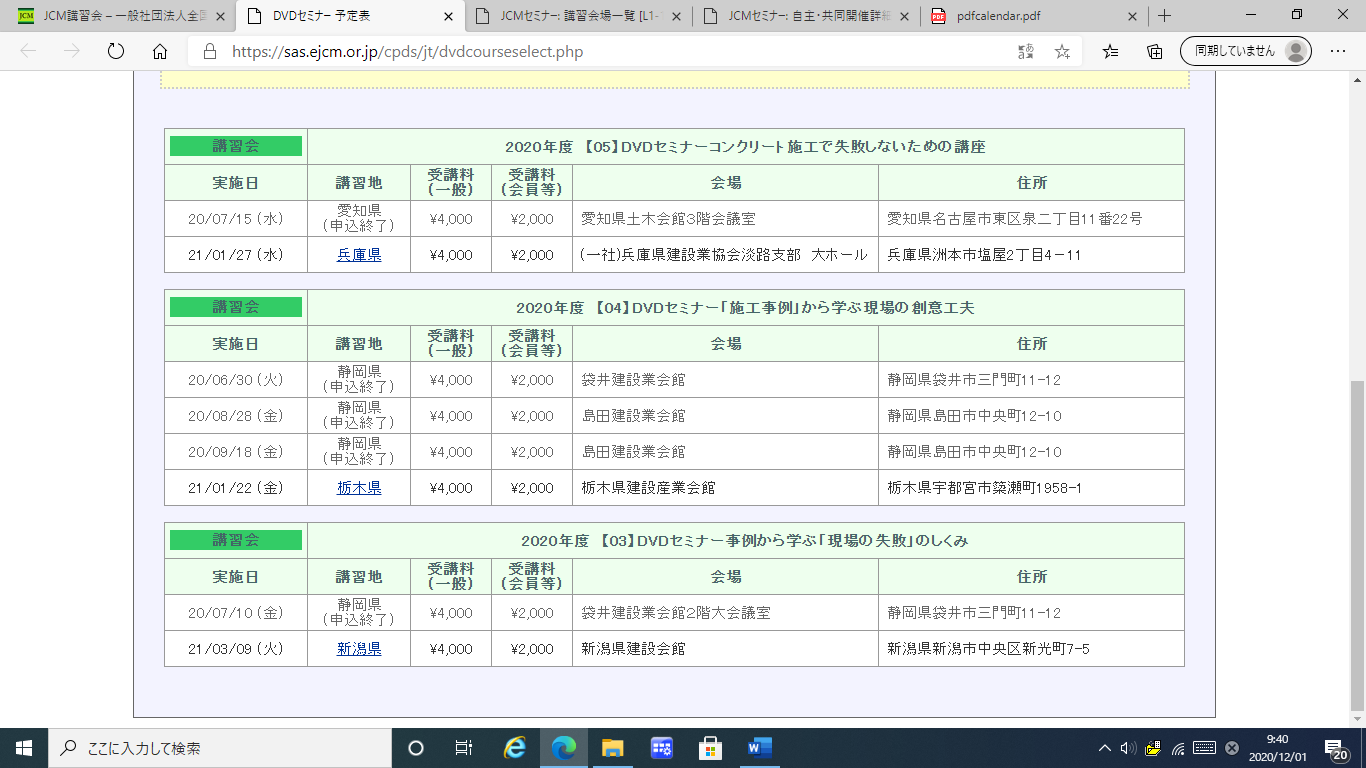 JCM講習会 – 一般社団法人全国
DVDセミナー 予定表
JCMセミナー: 講習会場一覧 [L1-
JCMセミナー: 自主・共同開催詳細
pdfcalendar.pdf
https://sas.ejcm.or.jp/cpds/jt/dvdcourseselect.php
同期していません
講習会 2020年度 【05】DVDセミナーコンクリート施工で失敗しないための講座
実施日 講習地 受講料(一般) 受講料(会員等) 会場 住所
20/07/15 (水) 愛知県(申込終了) ¥4,000 ¥2,000 愛知県土木会館3階会議室 愛知県名古屋市東区泉二丁目11番22号
21/01/27 (水) 兵庫県 ¥4,000 ¥2,000 (一社)兵庫県建設業協会淡路支部 大ホール 兵庫県洲本市塩屋2丁目4-11
講習会 2020年度 【04】DVDセミナー「施工事例」から学ぶ現場の創意工夫
実施日 講習地 受講料(一般) 受講料(会員等) 会場 住所
20/06/30 (火) 静岡県(申込終了) ¥4,000 ¥2,000 袋井建設業会館 静岡県袋井市三門町11-12
20/08/28 (金) 静岡県(申込終了) ¥4,000 ¥2,000 島田建設業会館 静岡県島田市中央町12-10
20/09/18 (金) 静岡県(申込終了) ¥4,000 ¥2,000 島田建設業会館 静岡県島田市中央町12-10
21/01/22 (金) 栃木県 ¥4,000 ¥2,000 栃木県建設産業会館 栃木県宇都宮市簗瀬町1958-1
講習会 2020年度 【03】DVDセミナー事例から学ぶ「現場の失敗」のしくみ
実施日 講習地 受講料(一般) 受講料(会員等) 会場 住所
20/07/10 (金) 静岡県(申込終了) ¥4,000 ¥2,000 袋井建設業会館2階大会議室 静岡県袋井市三門町11-12
21/03/09 (火) 新潟県 ¥4,000 ¥2,000 新潟県建設会館 新潟県新潟市中央区新光町7-5
ここに入力して検索
9:40
2020/12/01
20